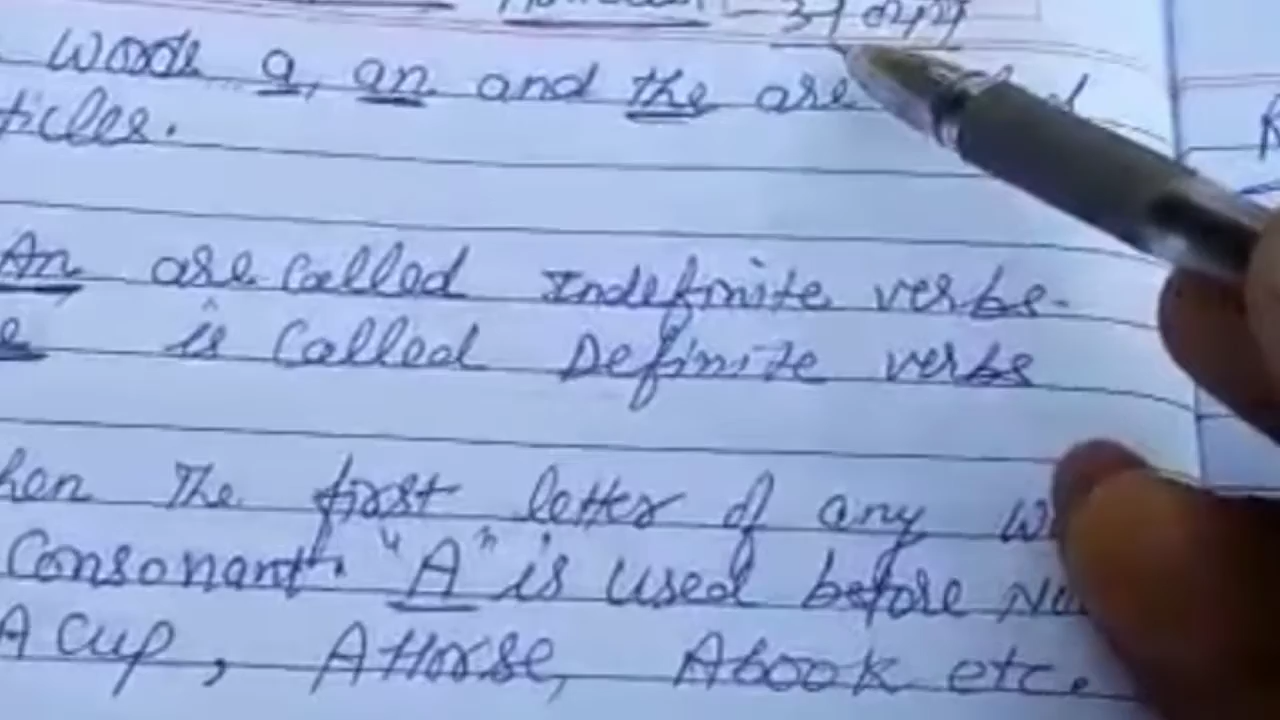 words a, an and the are
ticles.
An are called Indefinite verbs.
is called Definite verbs
hen The first letter of any
Consonant. "A" is used before
A Cup, A Horse, A book etc.